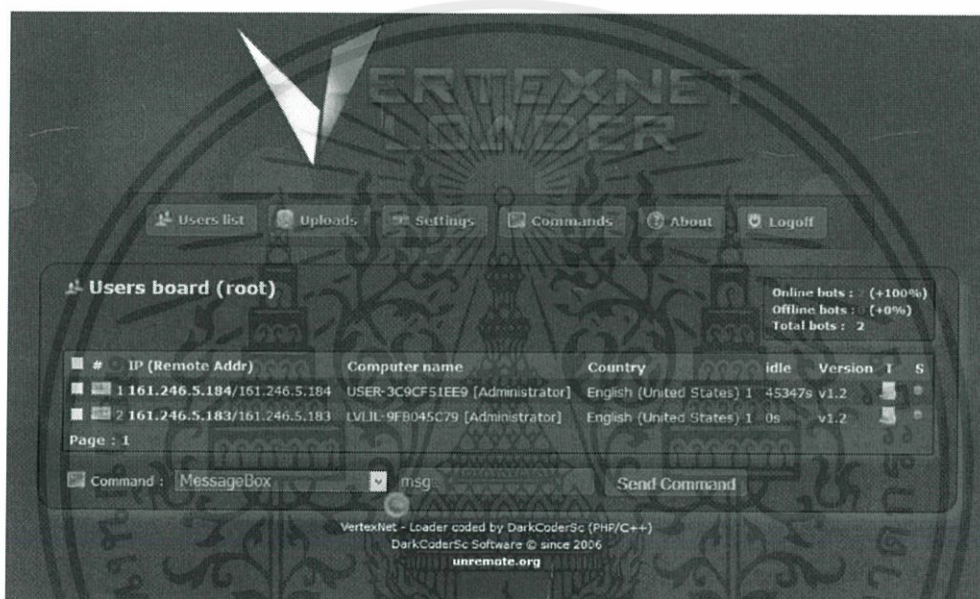 VERTEXNET
LOADER
Users list Uploads Settings Commands About Logoff
Users board (root)
Online bots : 2 (+100%)
Offline bots : 0 (+0%)
Total bots : 2
# IP (Remote Addr) Computer name Country idle Version T S
1 161.246.5.184/161.246.5.184 USER-3C9CF51EE9 [Administrator] English (United States) 1 45347s v1.2
2 161.246.5.183/161.246.5.183 LVLIL-9FB045C79 [Administrator] English (United States) 1 0s v1.2
Page : 1
Command : MessageBox msg Send Command
VertexNet - Loader coded by DarkCoderSc (PHP/C++)
DarkCoderSc Software © since 2006
unremote.org